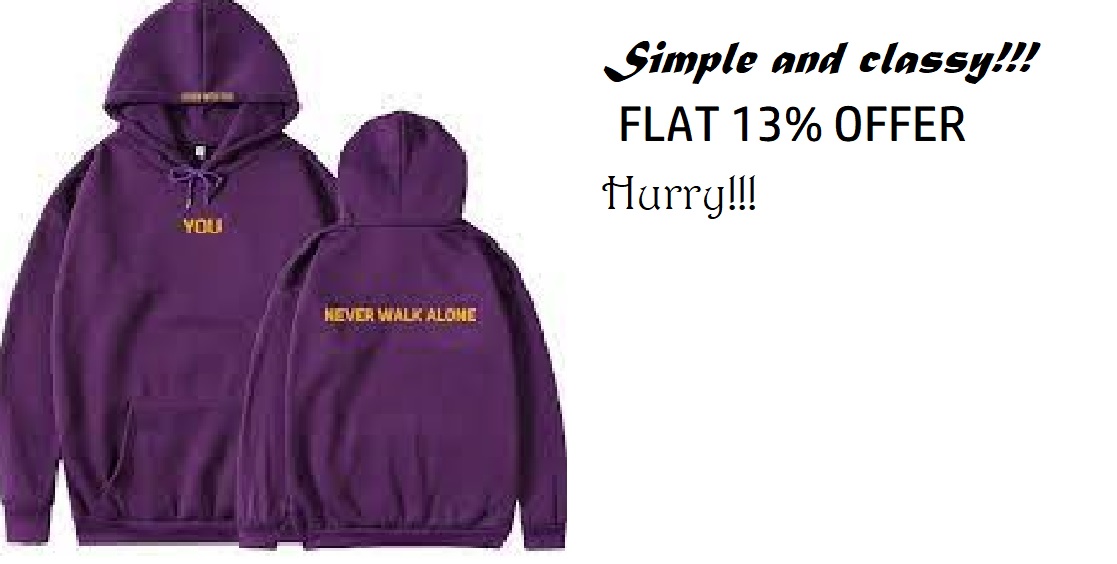 Simple and classy!!!
FLAT 13% OFFER
Hurry!!!
YOU
NEVER WALK ALONE